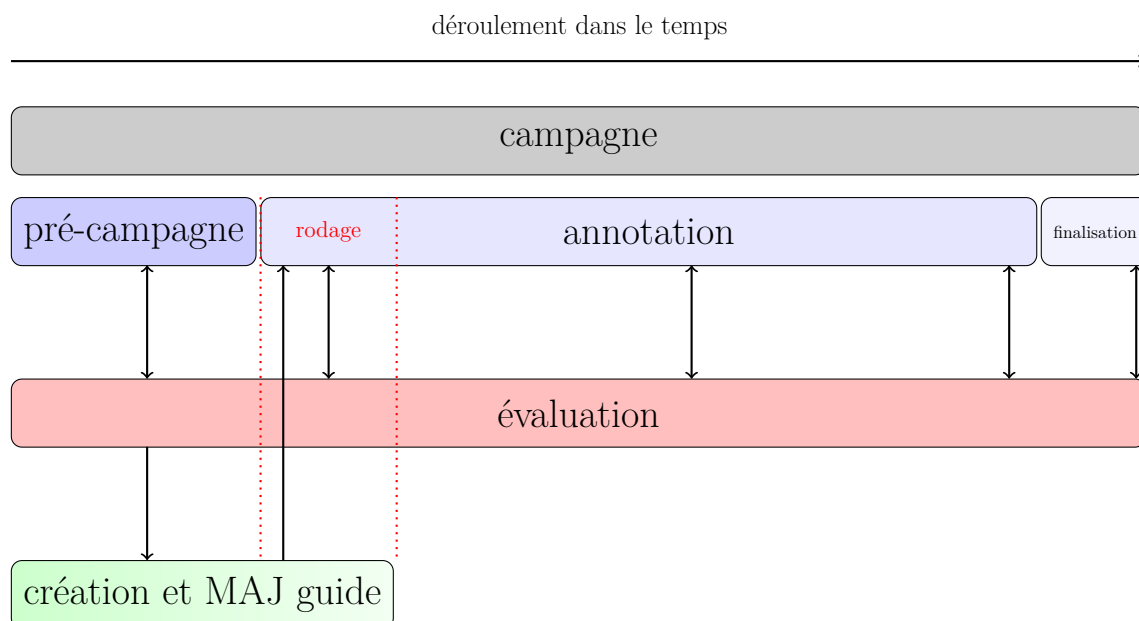 déroulement dans le temps
campagne
pré-campagne
rodage
annotation
finalisation
évaluation
création et MAJ guide